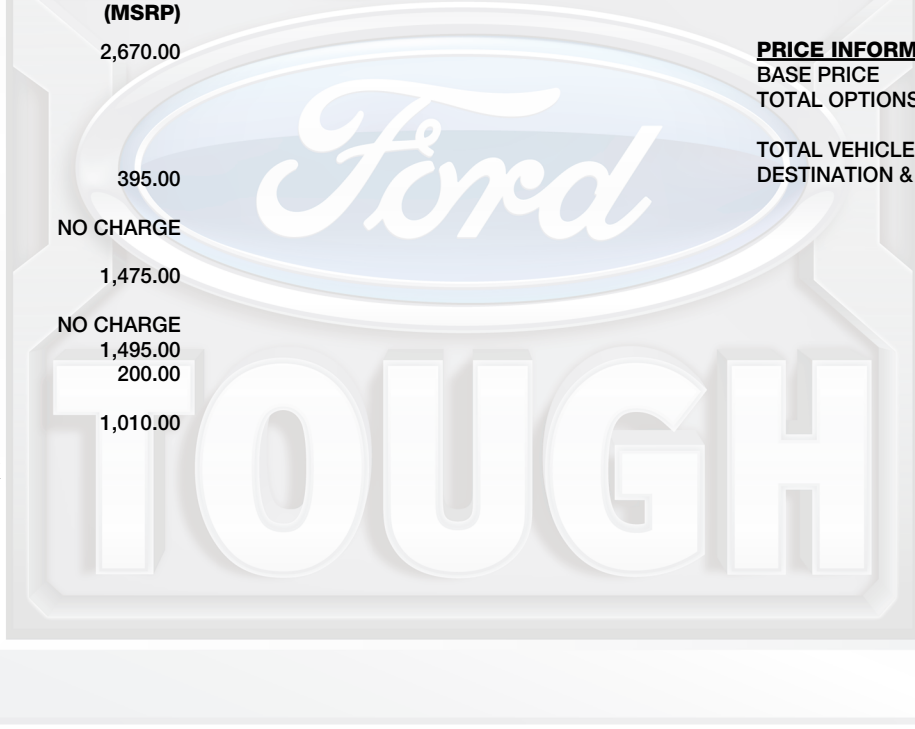 (MSRP)
2,670.00
395.00
NO CHARGE
1,475.00
NO CHARGE
1,495.00
200.00
1,010.00
PRICE INFORM
BASE PRICE
TOTAL OPTIONS
TOTAL VEHICLE
DESTINATION &
Ford
TOUGH